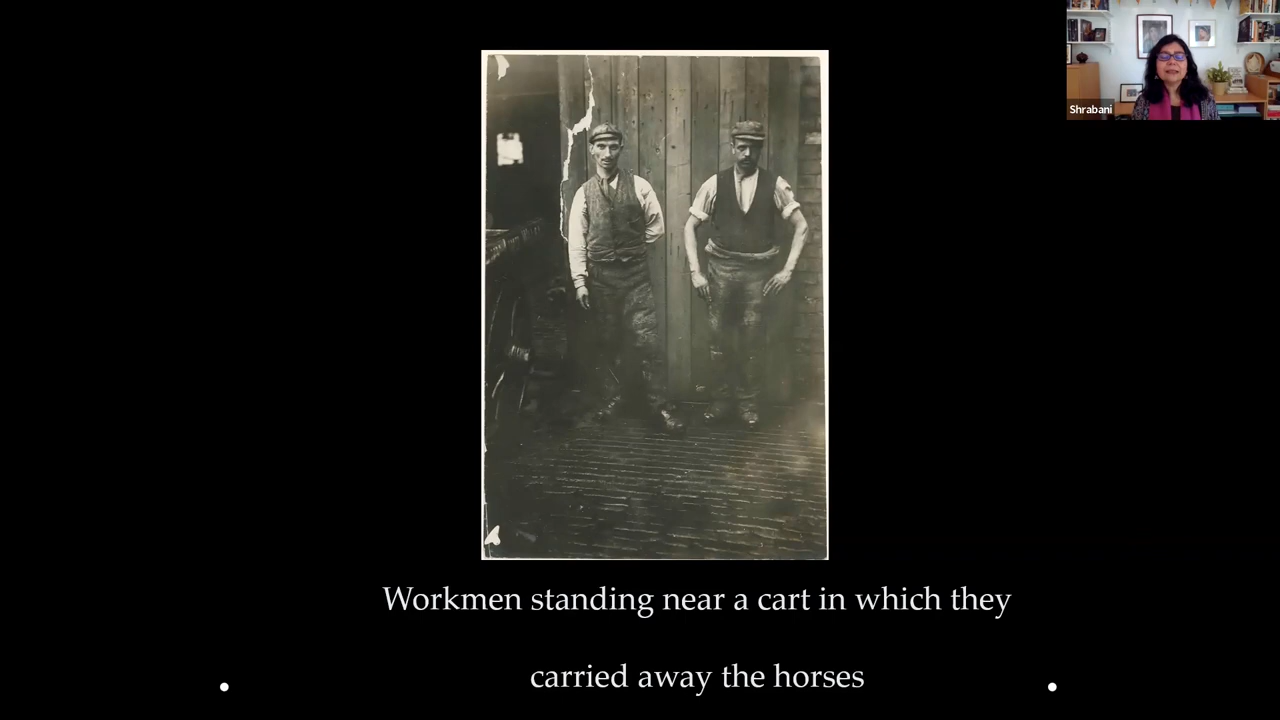 Shrabani
Workmen standing near a cart in which they
carried away the horses